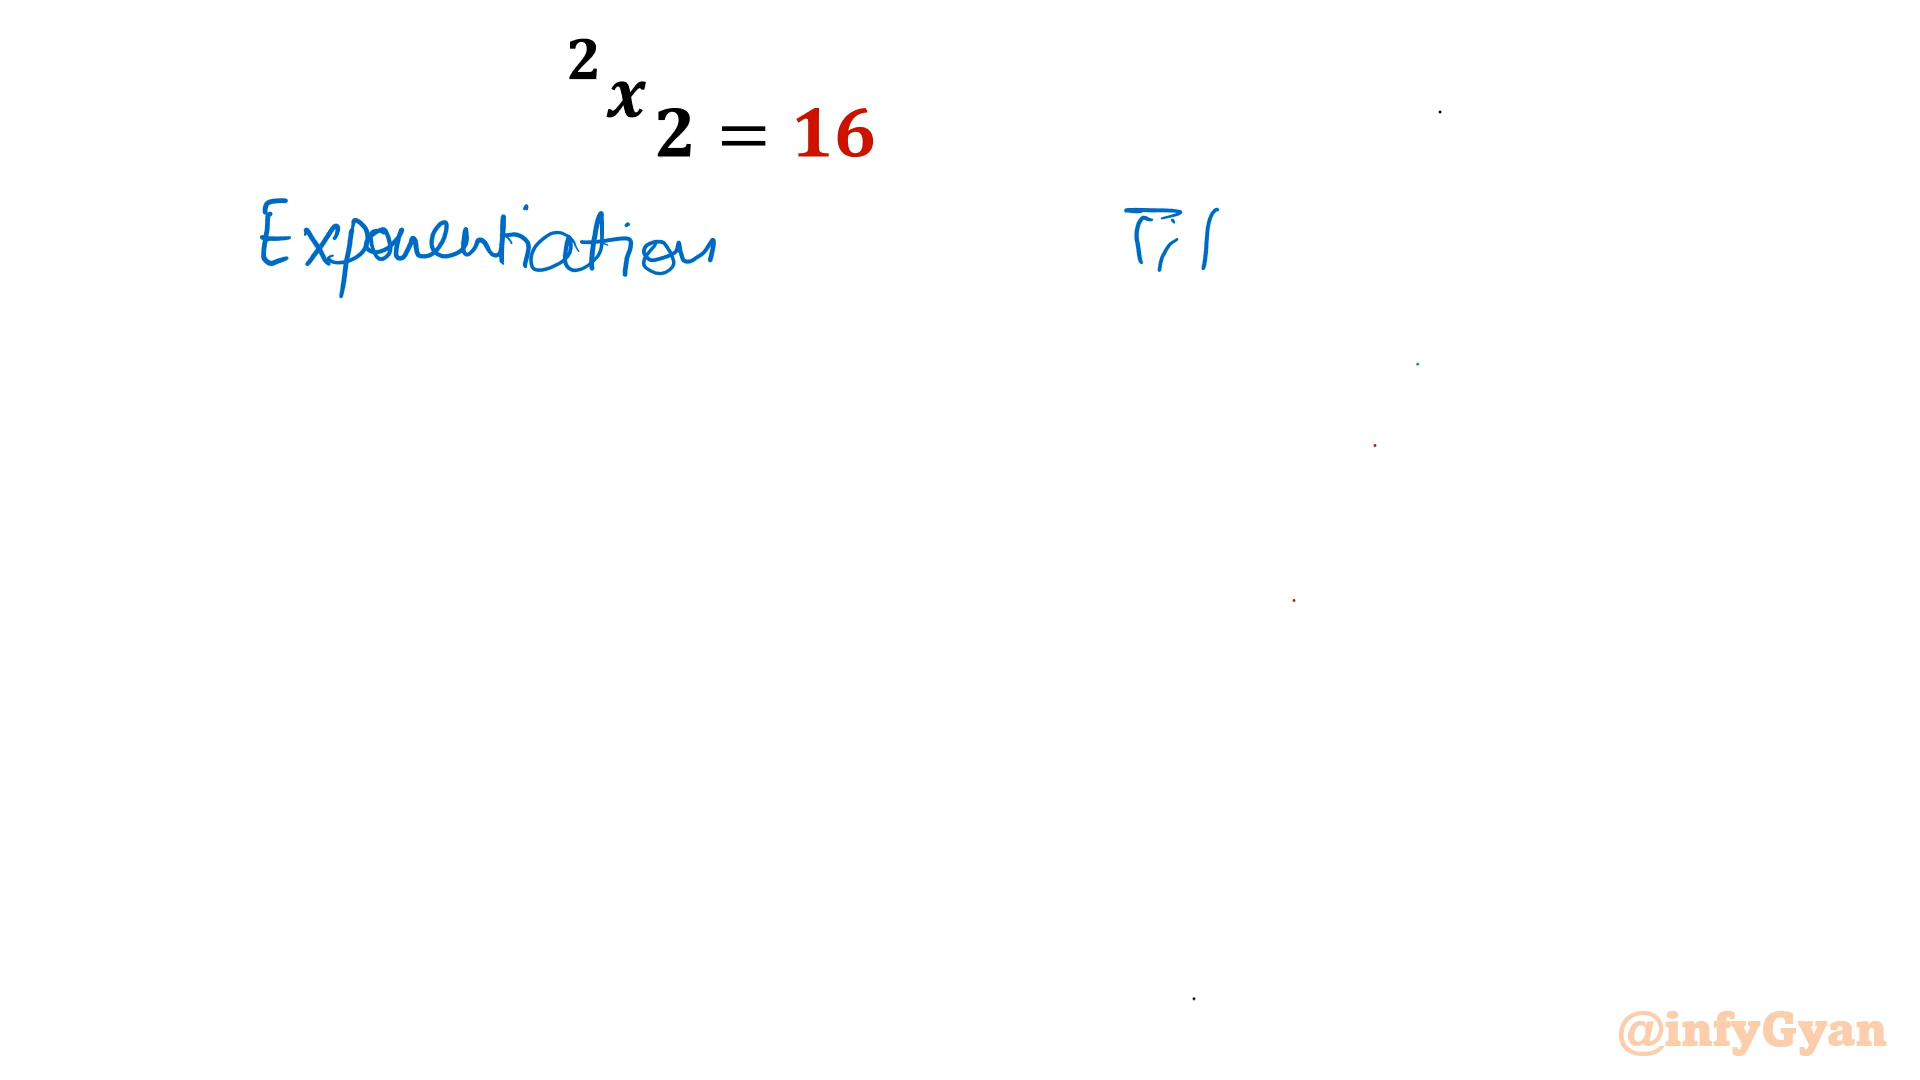 ²ˣ2 = 16
Exponentiation
@infyGyan